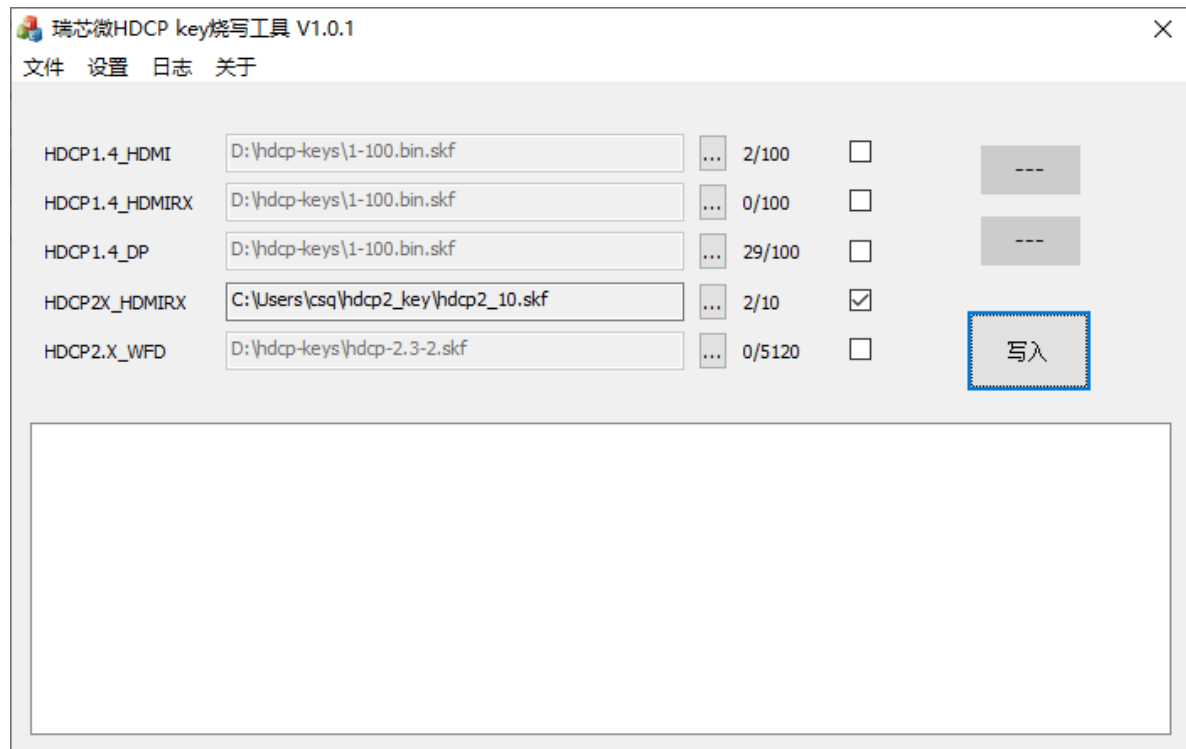 瑞芯微HDCP key烧写工具 V1.0.1
文件 设置 日志 关于
HDCP1.4_HDMI D:\hdcp-keys\1-100.bin.skf ... 2/100
---
HDCP1.4_HDMIRX D:\hdcp-keys\1-100.bin.skf ... 0/100
---
HDCP1.4_DP D:\hdcp-keys\1-100.bin.skf ... 29/100
HDCP2X_HDMIRX C:\Users\csq\hdcp2_key\hdcp2_10.skf ... 2/10
HDCP2.X_WFD D:\hdcp-keys\hdcp-2.3-2.skf ... 0/5120
写入